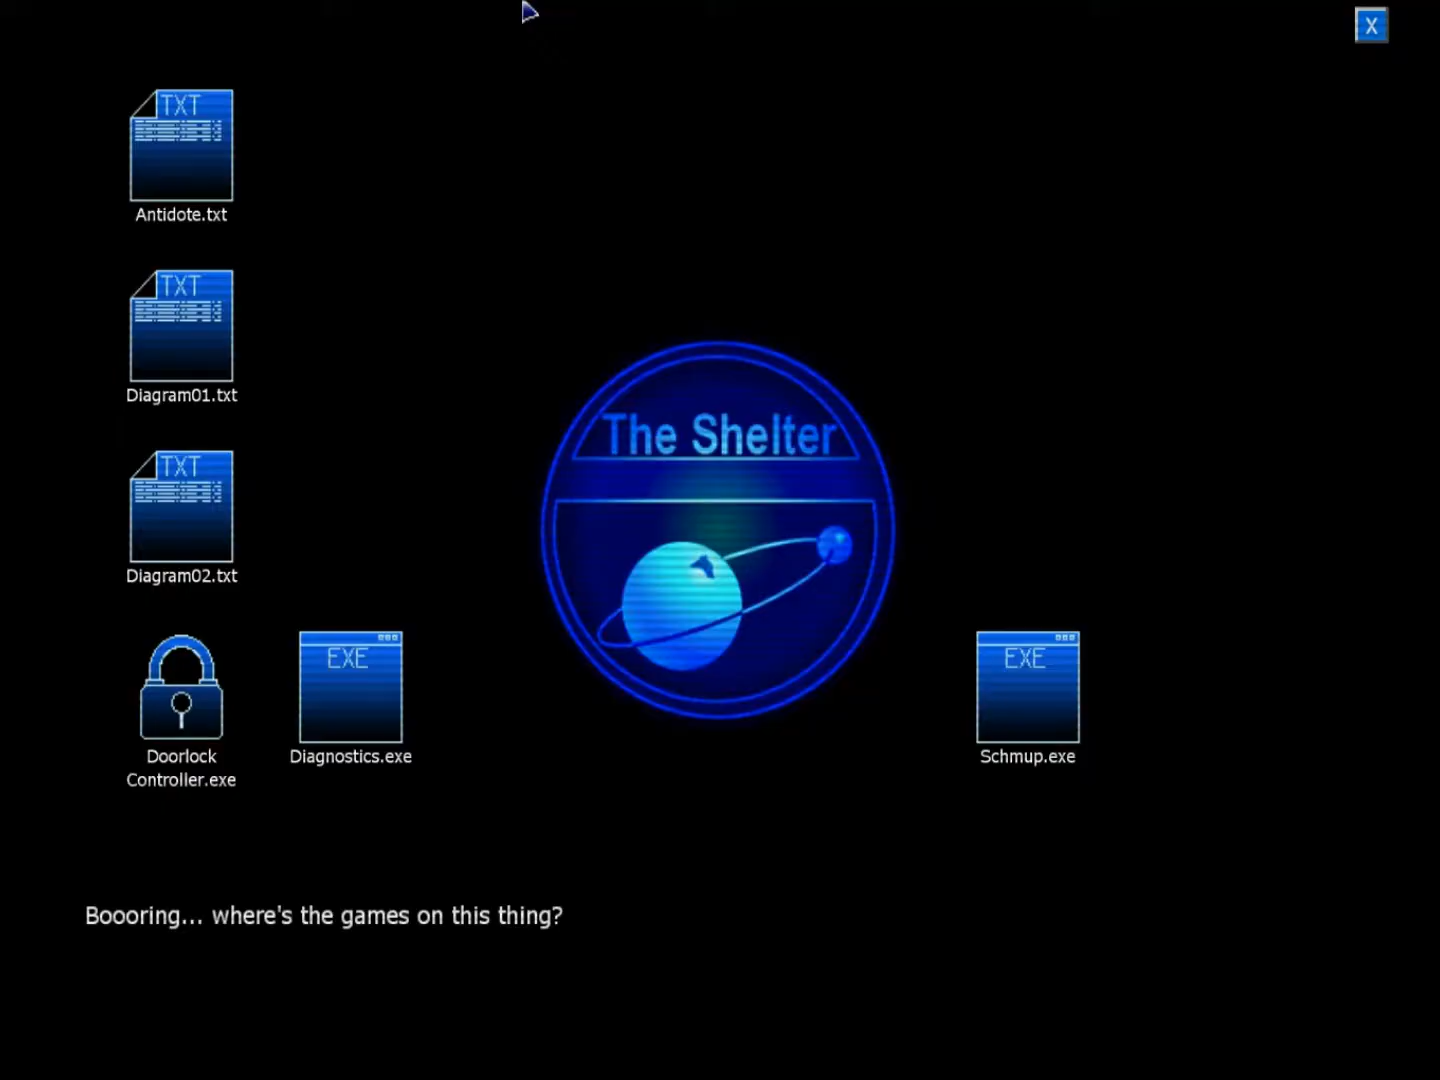 X
TXT
Antidote.txt
TXT
Diagram01.txt
TXT
Diagram02.txt
The Shelter
Doorlock
Controller.exe
EXE
Diagnostics.exe
EXE
Schmup.exe
Boooring... where's the games on this thing?